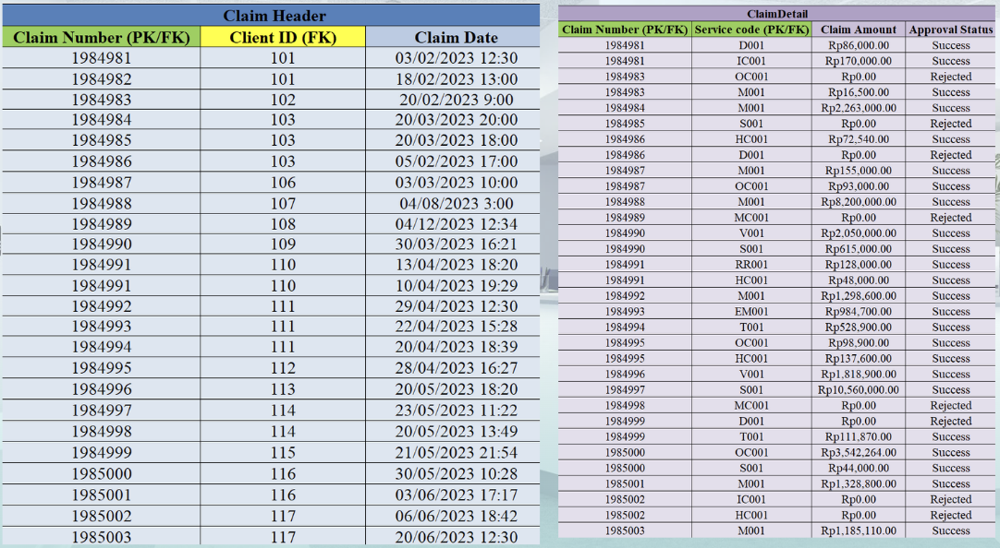 Claim Header
Claim Number (PK/FK) Client ID (FK) Claim Date
1984981 101 03/02/2023 12:30
1984982 101 18/02/2023 13:00
1984983 102 20/02/2023 9:00
1984984 103 20/03/2023 20:00
1984985 103 20/03/2023 18:00
1984986 103 05/02/2023 17:00
1984987 106 03/03/2023 10:00
1984988 107 04/08/2023 3:00
1984989 108 04/12/2023 12:34
1984990 109 30/03/2023 16:21
1984991 110 13/04/2023 18:20
1984991 110 10/04/2023 19:29
1984992 111 29/04/2023 12:30
1984993 111 22/04/2023 15:28
1984994 111 20/04/2023 18:39
1984995 112 28/04/2023 16:27
1984996 113 20/05/2023 18:20
1984997 114 23/05/2023 11:22
1984998 114 20/05/2023 13:49
1984999 115 21/05/2023 21:54
1985000 116 30/05/2023 10:28
1985001 116 03/06/2023 17:17
1985002 117 06/06/2023 18:42
1985003 117 20/06/2023 12:30
ClaimDetail
Claim Number (PK/FK) Service code (PK/FK) Claim Amount Approval Status
1984981 D001 Rp86,000.00 Success
1984981 IC001 Rp170,000.00 Success
1984983 OC001 Rp0.00 Rejected
1984983 M001 Rp16,500.00 Success
1984984 M001 Rp2,263,000.00 Success
1984985 S001 Rp0.00 Rejected
1984986 HC001 Rp72,540.00 Success
1984986 D001 Rp0.00 Rejected
1984987 M001 Rp155,000.00 Success
1984987 OC001 Rp93,000.00 Success
1984988 M001 Rp8,200,000.00 Success
1984989 MC001 Rp0.00 Rejected
1984990 V001 Rp2,050,000.00 Success
1984990 S001 Rp615,000.00 Success
1984991 RR001 Rp128,000.00 Success
1984991 HC001 Rp48,000.00 Success
1984992 M001 Rp1,298,600.00 Success
1984993 EM001 Rp984,700.00 Success
1984994 T001 Rp528,900.00 Success
1984995 OC001 Rp98,900.00 Success
1984995 HC001 Rp137,600.00 Success
1984996 V001 Rp1,818,900.00 Success
1984997 S001 Rp10,560,000.00 Success
1984998 MC001 Rp0.00 Rejected
1984999 D001 Rp0.00 Rejected
1984999 T001 Rp111,870.00 Success
1985000 OC001 Rp3,542,264.00 Success
1985000 S001 Rp44,000.00 Success
1985001 M001 Rp1,328,800.00 Success
1985002 IC001 Rp0.00 Rejected
1985002 HC001 Rp0.00 Rejected
1985003 M001 Rp1,185,110.00 Success